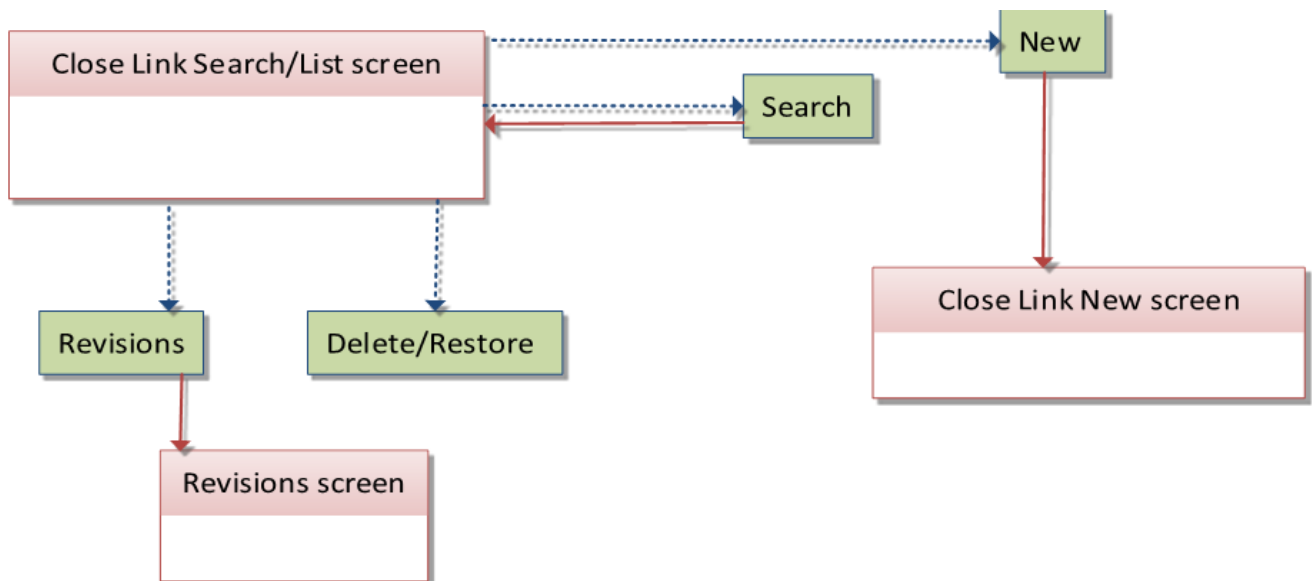 Close Link Search/List screen
New
Search
Close Link New screen
Revisions
Delete/Restore
Revisions screen